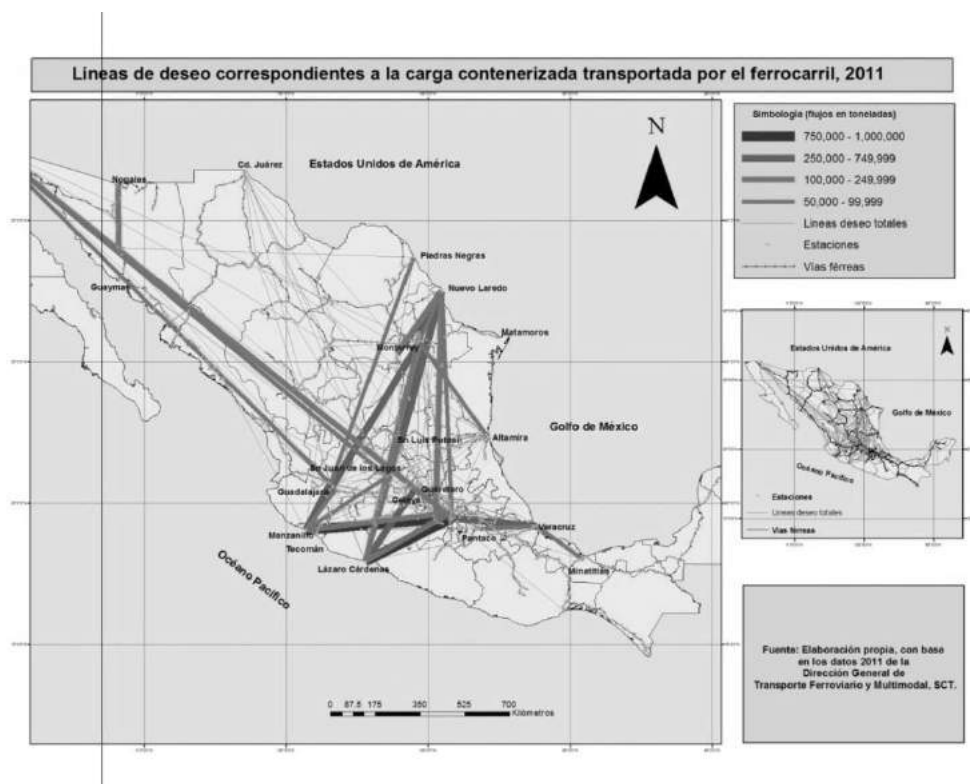 Líneas de deseo correspondientes a la carga contenerizada transportada por el ferrocarril, 2011
N
Estados Unidos de América
Cd. Juárez
Nogales
Piedras Negras
Guaymas
Nuevo Laredo
Matamoros
Monterrey
Golfo de México
Altamira
Sn Luis Potosí
Sn Juan de los Lagos
Guadalajara
Querétaro
Celaya
Manzanillo
Tecomán
Pantaco
Veracruz
Lázaro Cárdenas
Minatitlán
Océano Pacífico
0 87.5 175 350 525 700
Kilómetros
Simbología (flujos en toneladas)
750,000 - 1,000,000
250,000 - 749,999
100,000 - 249,999
50,000 - 99,999
Líneas deseo totales
Estaciones
Vías férreas
Estados Unidos de América
Golfo de México
Océano Pacífico
Estaciones
Líneas deseo totales
Vías férreas
Fuente: Elaboración propia, con base
en los datos 2011 de la
Dirección General de
Transporte Ferroviario y Multimodal, SCT.